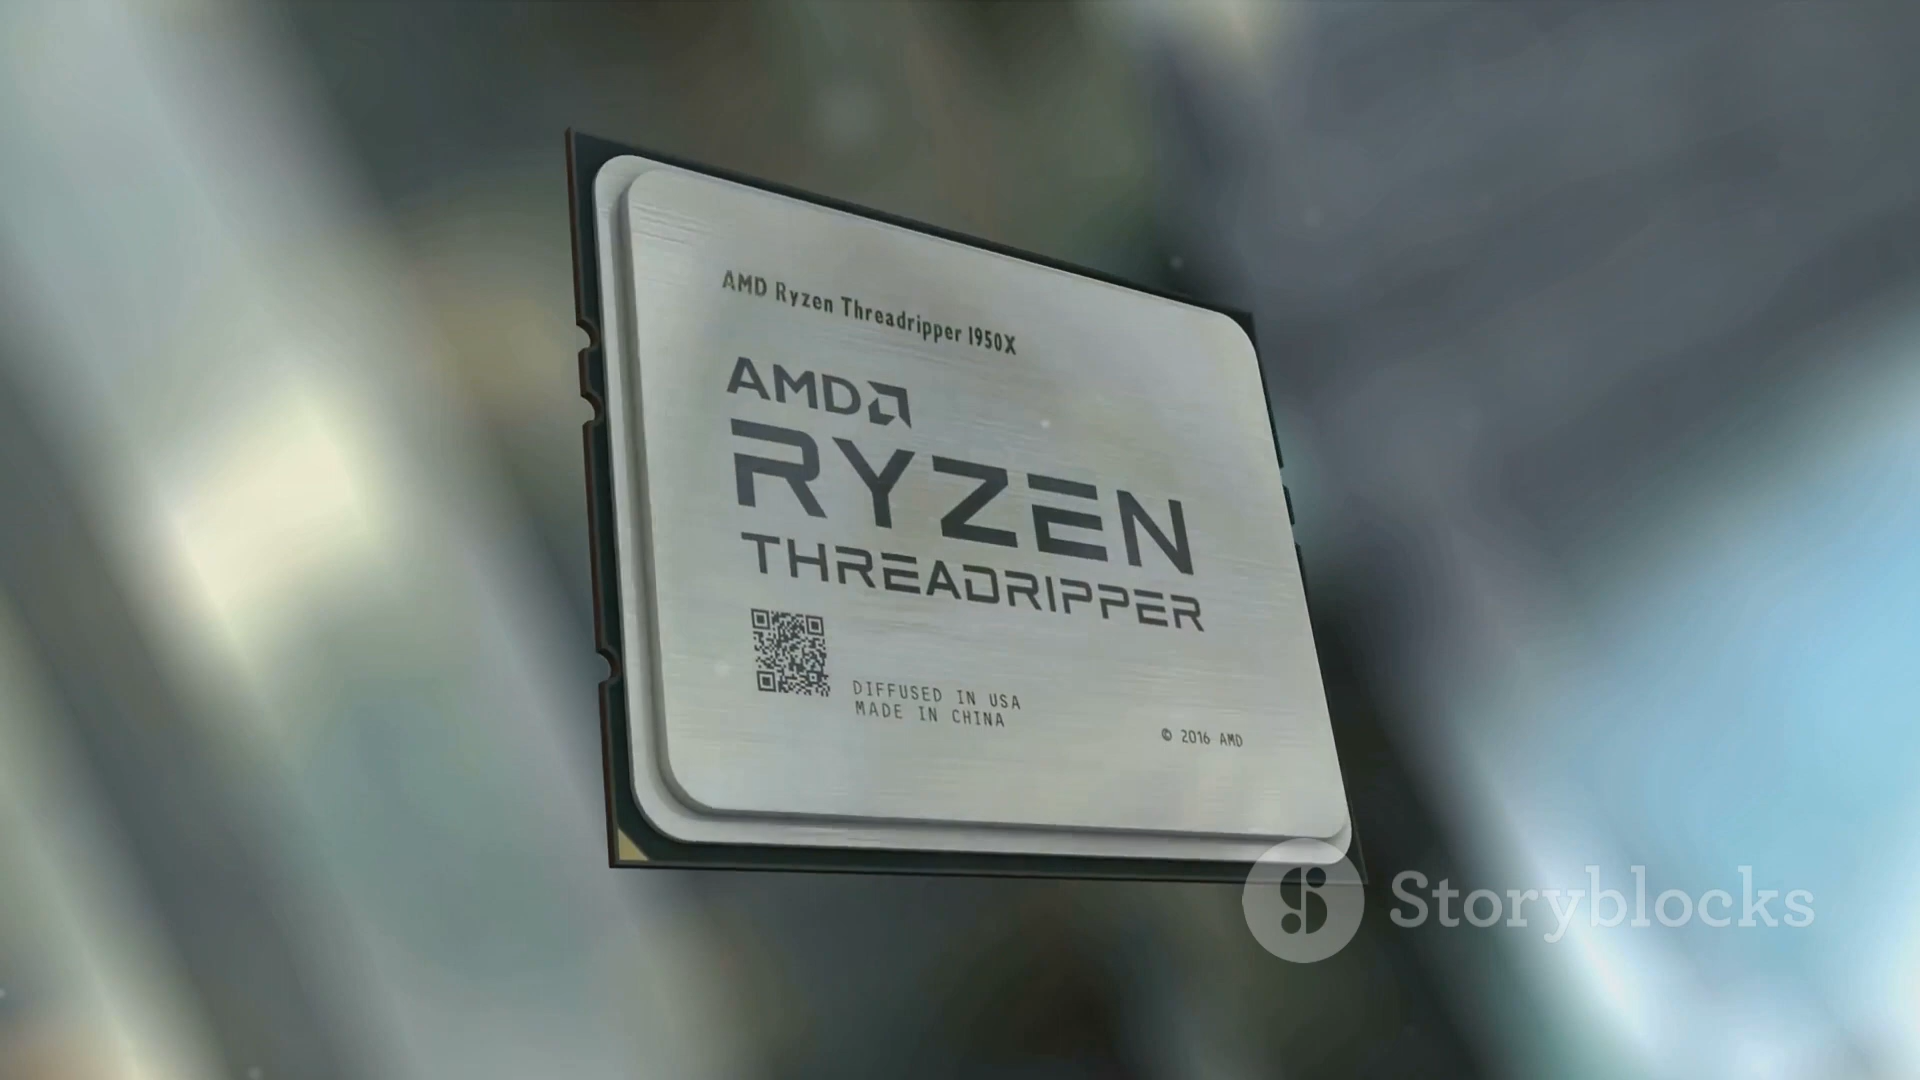 AMD Ryzen Threadripper 1950X
AMD
RYZEN
THREADRIPPER
DIFFUSED IN USA
MADE IN CHINA
© 2016 AMD
Storyblocks